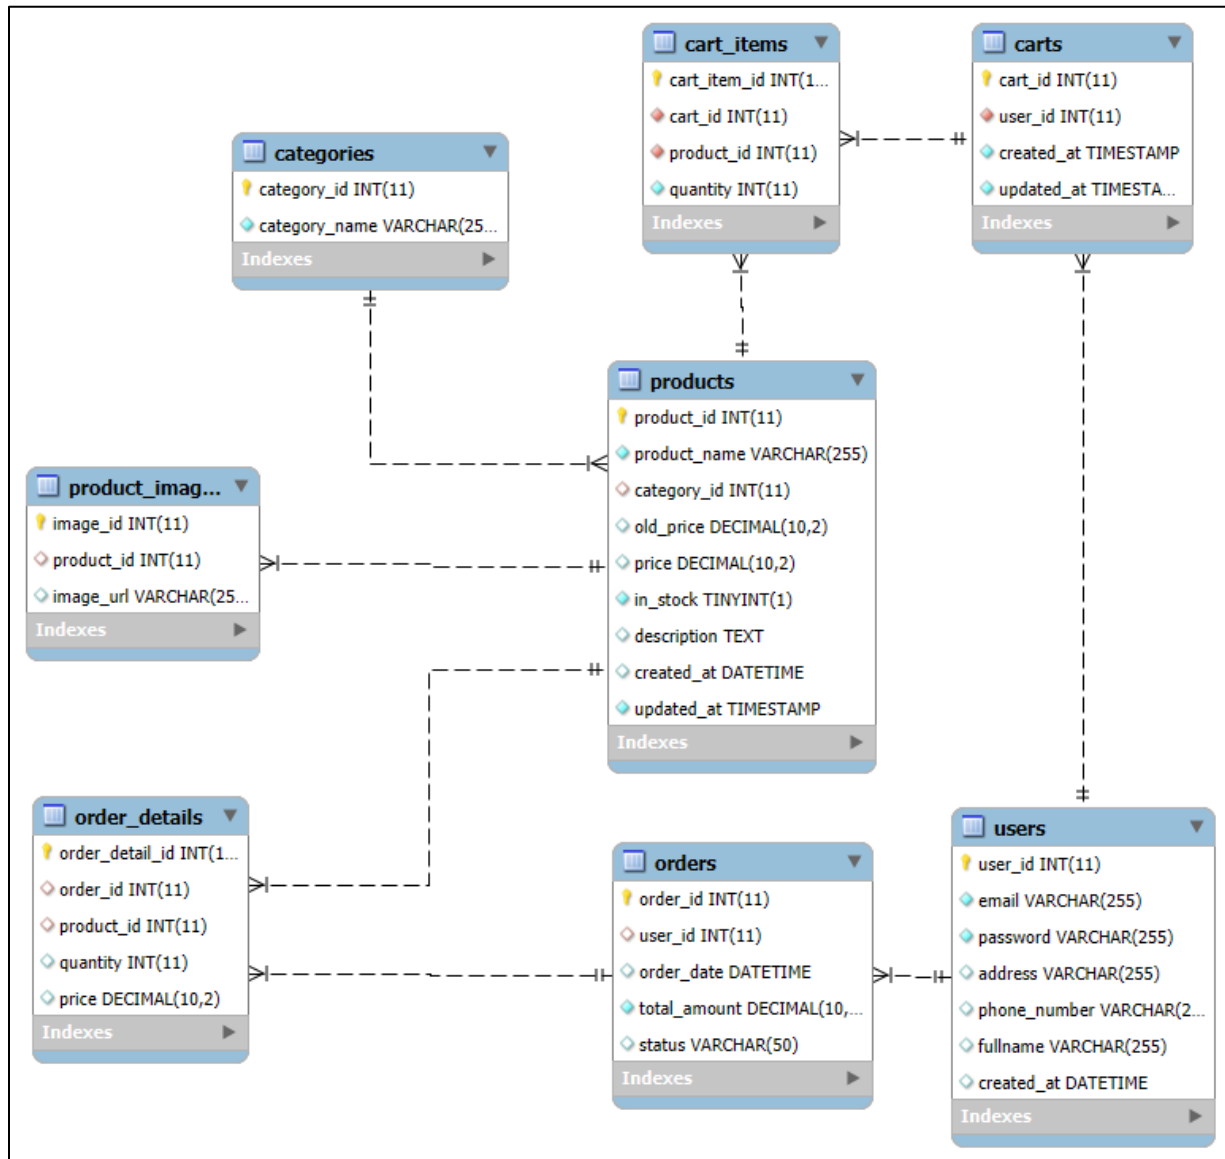 cart_items
cart_item_id INT(1...
cart_id INT(11)
product_id INT(11)
quantity INT(11)
Indexes
carts
cart_id INT(11)
user_id INT(11)
created_at TIMESTAMP
updated_at TIMESTA...
Indexes
categories
category_id INT(11)
category_name VARCHAR(25...
Indexes
products
product_id INT(11)
product_name VARCHAR(255)
category_id INT(11)
old_price DECIMAL(10,2)
price DECIMAL(10,2)
in_stock TINYINT(1)
description TEXT
created_at DATETIME
updated_at TIMESTAMP
Indexes
product_imag...
image_id INT(11)
product_id INT(11)
image_url VARCHAR(25...
Indexes
order_details
order_detail_id INT(1...
order_id INT(11)
product_id INT(11)
quantity INT(11)
price DECIMAL(10,2)
Indexes
orders
order_id INT(11)
user_id INT(11)
order_date DATETIME
total_amount DECIMAL(10,...
status VARCHAR(50)
Indexes
users
user_id INT(11)
email VARCHAR(255)
password VARCHAR(255)
address VARCHAR(255)
phone_number VARCHAR(2...
fullname VARCHAR(255)
created_at DATETIME
Indexes